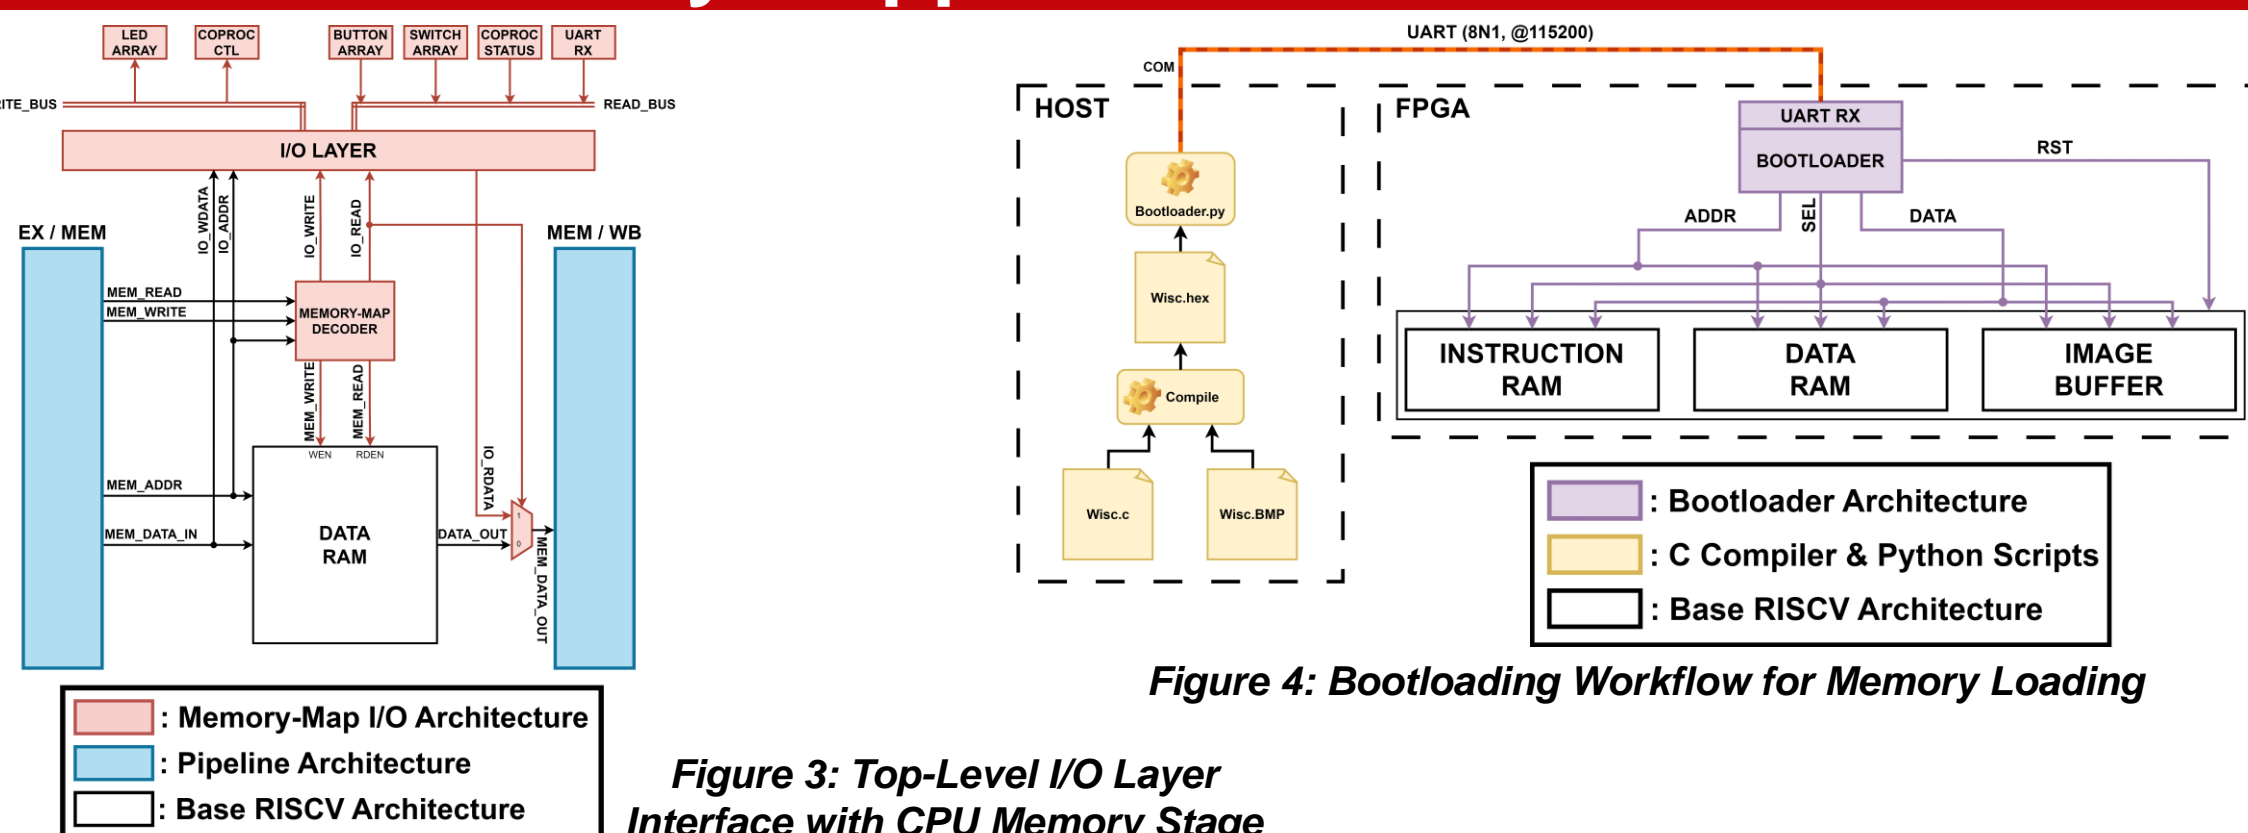 LED
ARRAY
COPROC
CTL
BUTTON
ARRAY
SWITCH
ARRAY
COPROC
STATUS
UART
RX
ITE_BUS
READ_BUS
I/O LAYER
IO_WDATA
IO_ADDR
IO_WRITE
IO_READ
EX / MEM
MEM / WB
MEM_READ
MEM_WRITE
MEMORY-MAP
DECODER
MEM_WRITE
MEM_READ
WEN
RDEN
IO_RDATA
MEM_ADDR
MEM_DATA_IN
DATA
RAM
DATA_OUT
1
0
MEM_DATA_OUT
: Memory-Map I/O Architecture
: Pipeline Architecture
: Base RISCV Architecture
Figure 3: Top-Level I/O Layer
Interface with CPU Memory Stage
UART (8N1, @115200)
COM
HOST
Bootloader.py
Wisc.hex
Compile
Wisc.c
Wisc.BMP
FPGA
UART RX
BOOTLOADER
RST
ADDR
SEL
DATA
INSTRUCTION
RAM
DATA
RAM
IMAGE
BUFFER
: Bootloader Architecture
: C Compiler & Python Scripts
: Base RISCV Architecture
Figure 4: Bootloading Workflow for Memory Loading